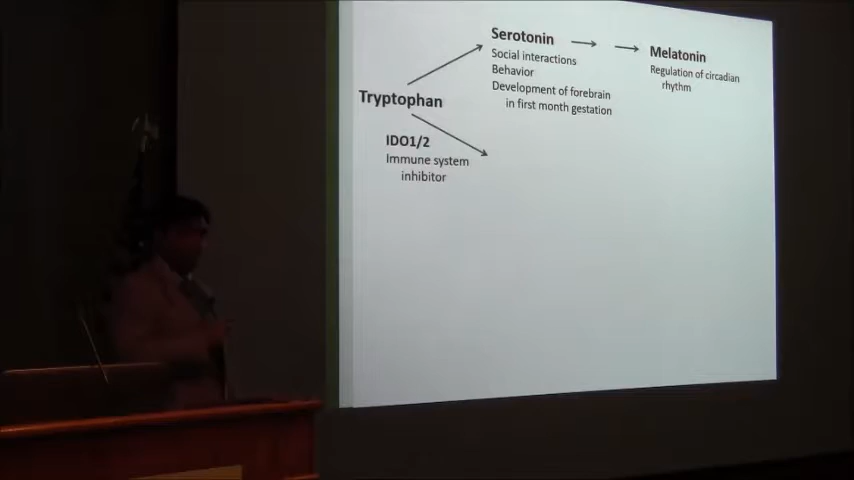 Serotonin
Social interactions
Behavior
Development of forebrain
in first month gestation
Melatonin
Regulation of circadian
rhythm
Tryptophan
IDO1/2
Immune system
inhibitor